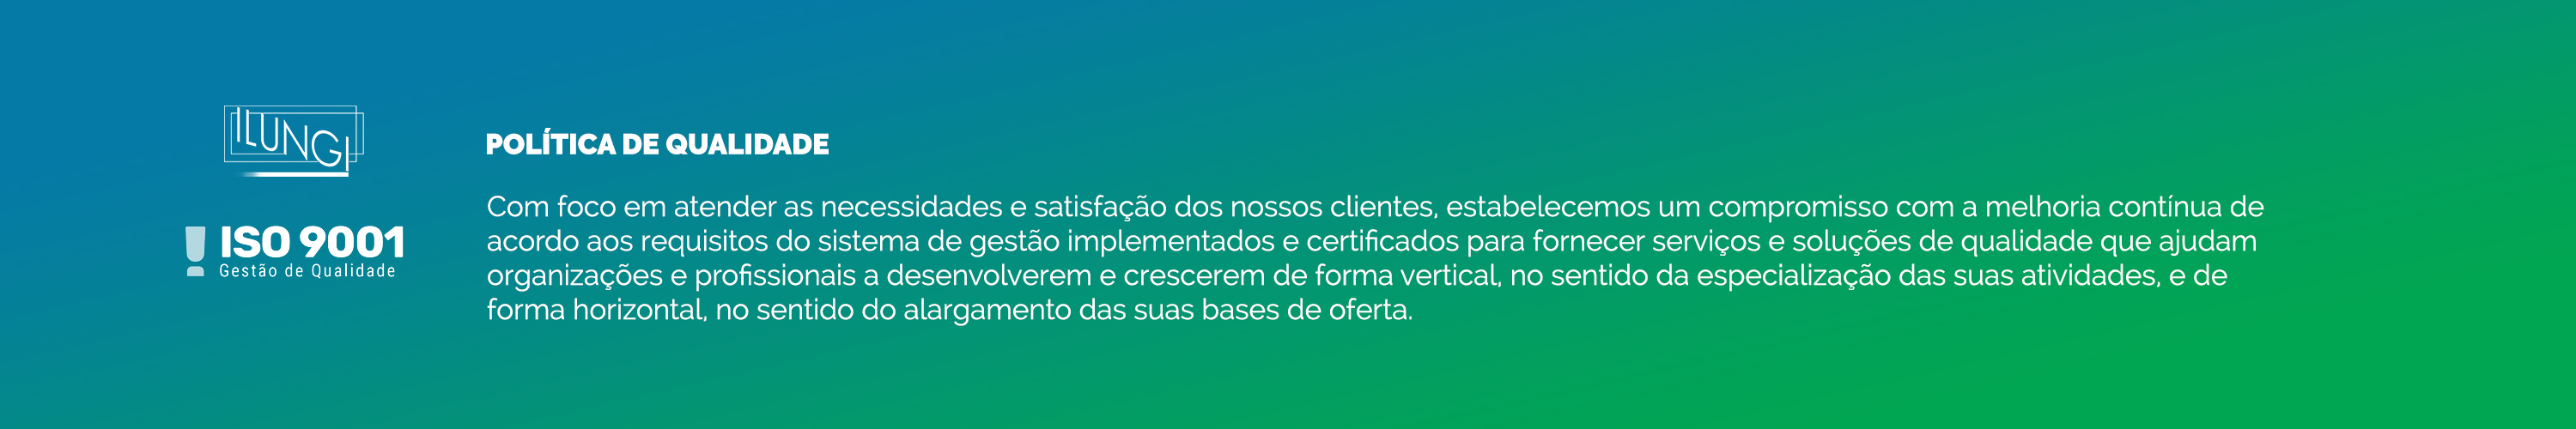 ILUNGI
ISO 9001
Gestão de Qualidade
POLÍTICA DE QUALIDADE
Com foco em atender as necessidades e satisfação dos nossos clientes, estabelecemos um compromisso com a melhoria contínua de
acordo aos requisitos do sistema de gestão implementados e certificados para fornecer serviços e soluções de qualidade que ajudam
organizações e profissionais a desenvolverem e crescerem de forma vertical, no sentido da especialização das suas atividades, e de
forma horizontal, no sentido do alargamento das suas bases de oferta.